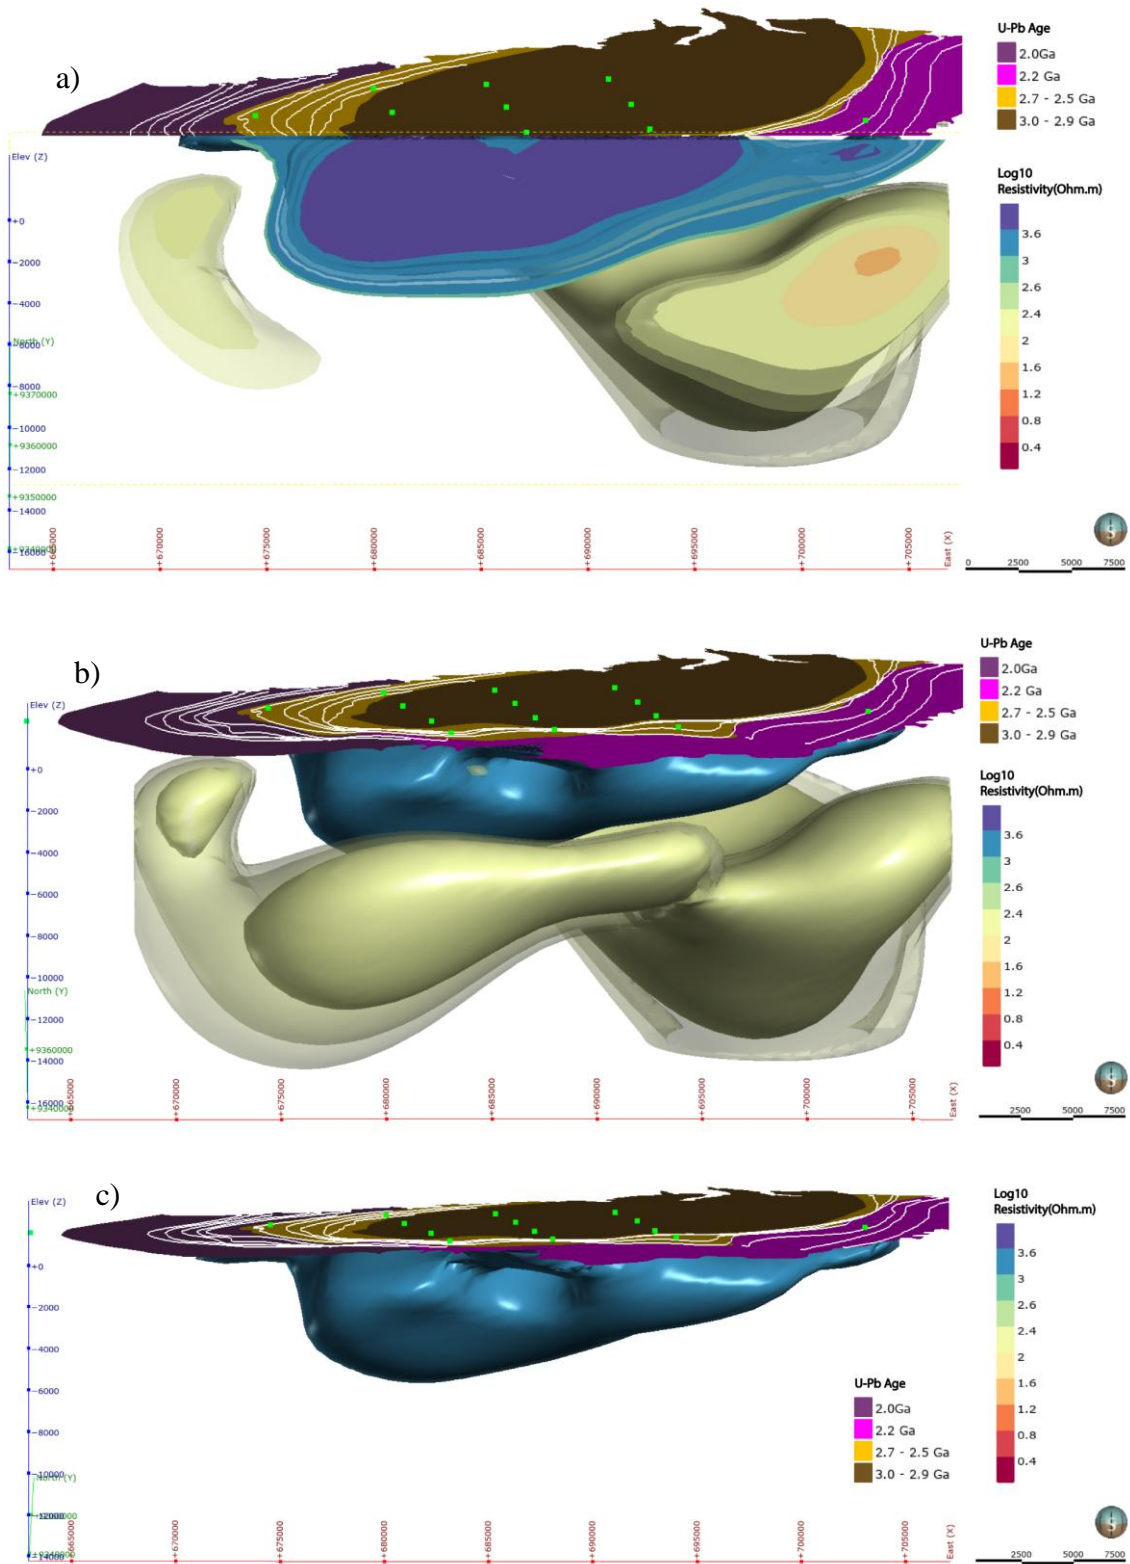 a)
U-Pb Age
2.0Ga
2.2 Ga
2.7 - 2.5 Ga
3.0 - 2.9 Ga
Elev (Z)
+0
−2000
−4000
−6000
−8000
−10000
−12000
−14000
−16000
North (Y)
+9370000
+9360000
+9350000
Log10
Resistivity(Ohm.m)
3.6
3
2.6
2.4
2
1.6
1.2
0.8
0.4
+665000
+670000
+675000
+680000
+685000
+690000
+695000
+700000
+705000
East (X)
S
0 2500 5000 7500
b)
U-Pb Age
2.0Ga
2.2 Ga
2.7 - 2.5 Ga
3.0 - 2.9 Ga
Elev (Z)
+0
−2000
−4000
−6000
−8000
−10000
−12000
−14000
−16000
North (Y)
+9360000
+9340000
Log10
Resistivity(Ohm.m)
3.6
3
2.6
2.4
2
1.6
1.2
0.8
0.4
+665000
+670000
+675000
+680000
+685000
+690000
+695000
+700000
+705000
East (X)
S
2500 5000 7500
c)
Log10
Resistivity(Ohm.m)
3.6
3
2.6
2.4
2
1.6
1.2
0.8
0.4
Elev (Z)
+0
−2000
−4000
−6000
−8000
−10000
−12000
−14000
North (Y)
U-Pb Age
2.0Ga
2.2 Ga
2.7 - 2.5 Ga
3.0 - 2.9 Ga
+665000
+670000
+675000
+680000
+685000
+690000
+695000
+700000
+705000
East (X)
S
2500 5000 7500